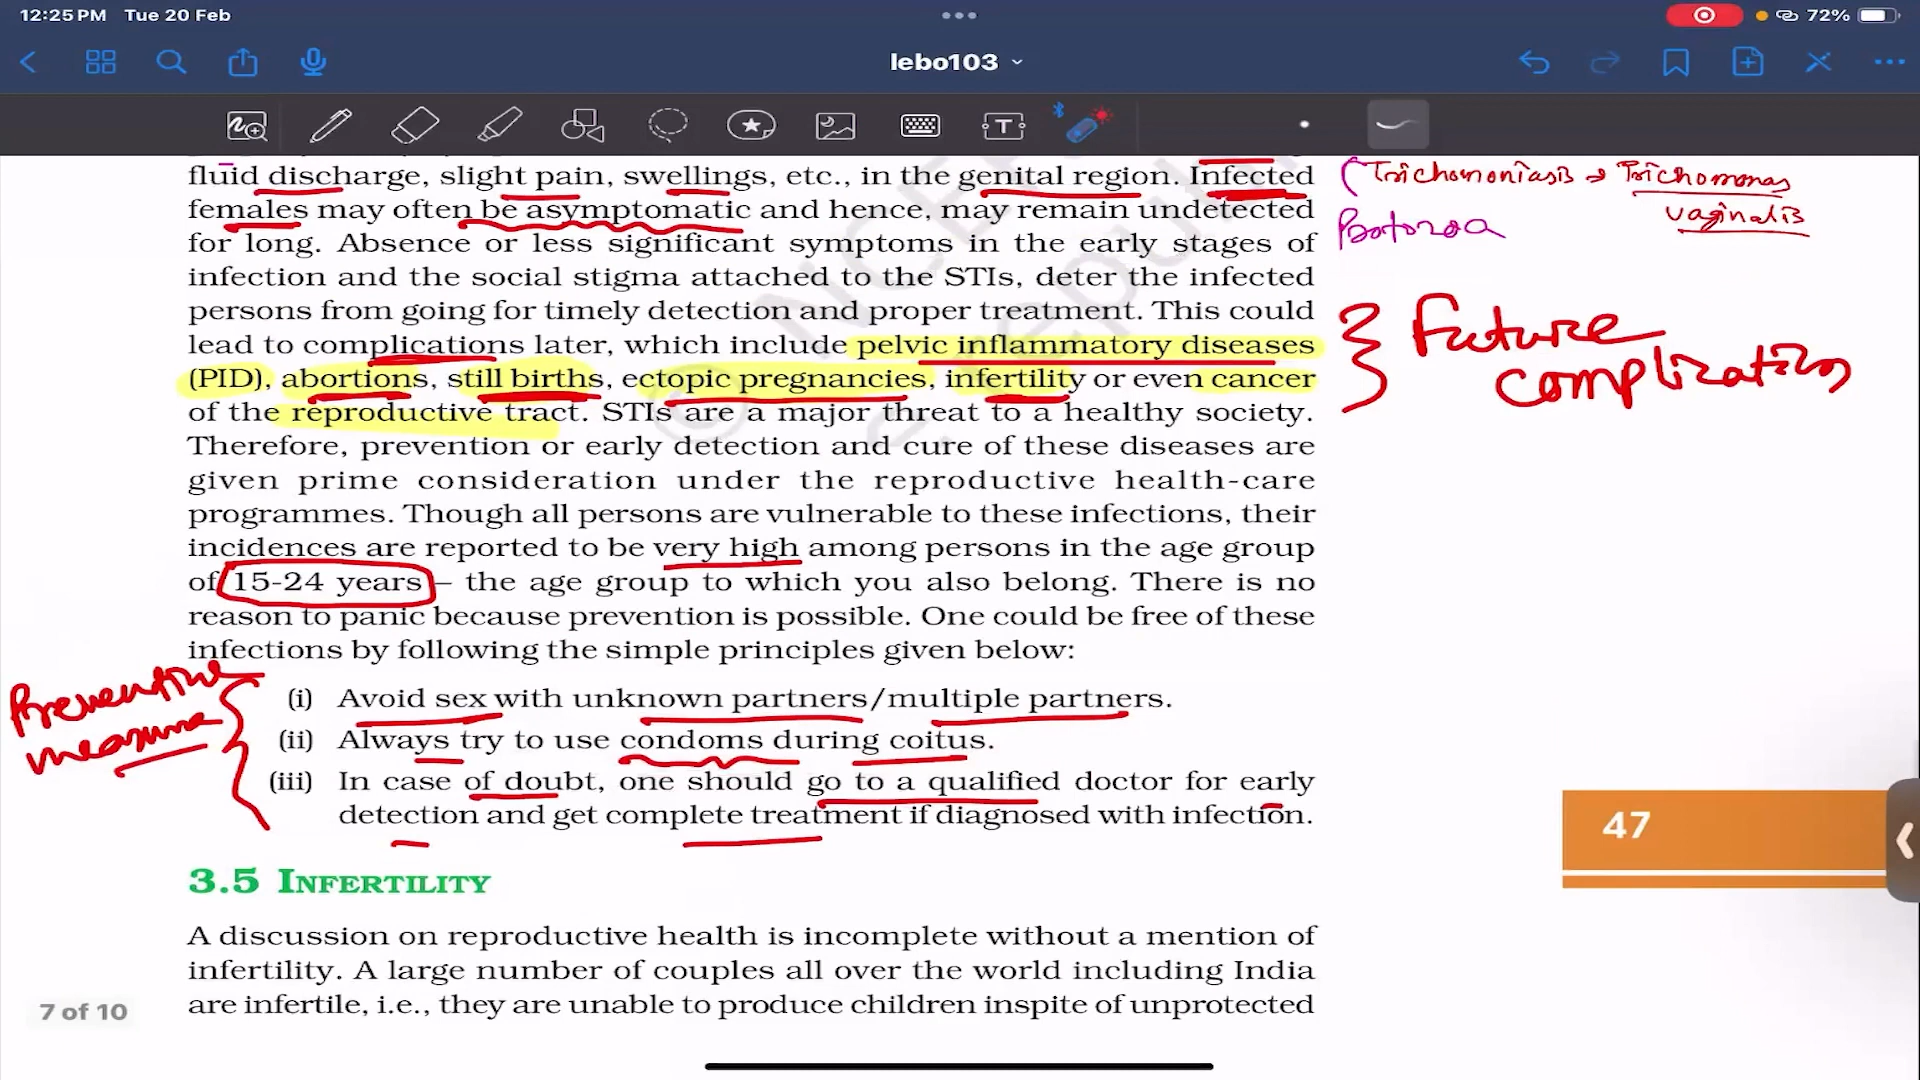 12:25 PM Tue 20 Feb
72%
lebo103
fluid discharge, slight pain, swellings, etc., in the genital region. Infected
females may often be asymptomatic and hence, may remain undetected
for long. Absence or less significant symptoms in the early stages of
infection and the social stigma attached to the STIs, deter the infected
persons from going for timely detection and proper treatment. This could
lead to complications later, which include pelvic inflammatory diseases
(PID), abortions, still births, ectopic pregnancies, infertility or even cancer
of the reproductive tract. STIs are a major threat to a healthy society.
Therefore, prevention or early detection and cure of these diseases are
given prime consideration under the reproductive health-care
programmes. Though all persons are vulnerable to these infections, their
incidences are reported to be very high among persons in the age group
of 15-24 years – the age group to which you also belong. There is no
reason to panic because prevention is possible. One could be free of these
infections by following the simple principles given below:
(i) Avoid sex with unknown partners/multiple partners.
(ii) Always try to use condoms during coitus.
(iii) In case of doubt, one should go to a qualified doctor for early
detection and get complete treatment if diagnosed with infection.
3.5 INFERTILITY
A discussion on reproductive health is incomplete without a mention of
infertility. A large number of couples all over the world including India
are infertile, i.e., they are unable to produce children inspite of unprotected
Trichomoniasis → Trichomonas
vaginalis
Future
complications
Preventive
47
7 of 10